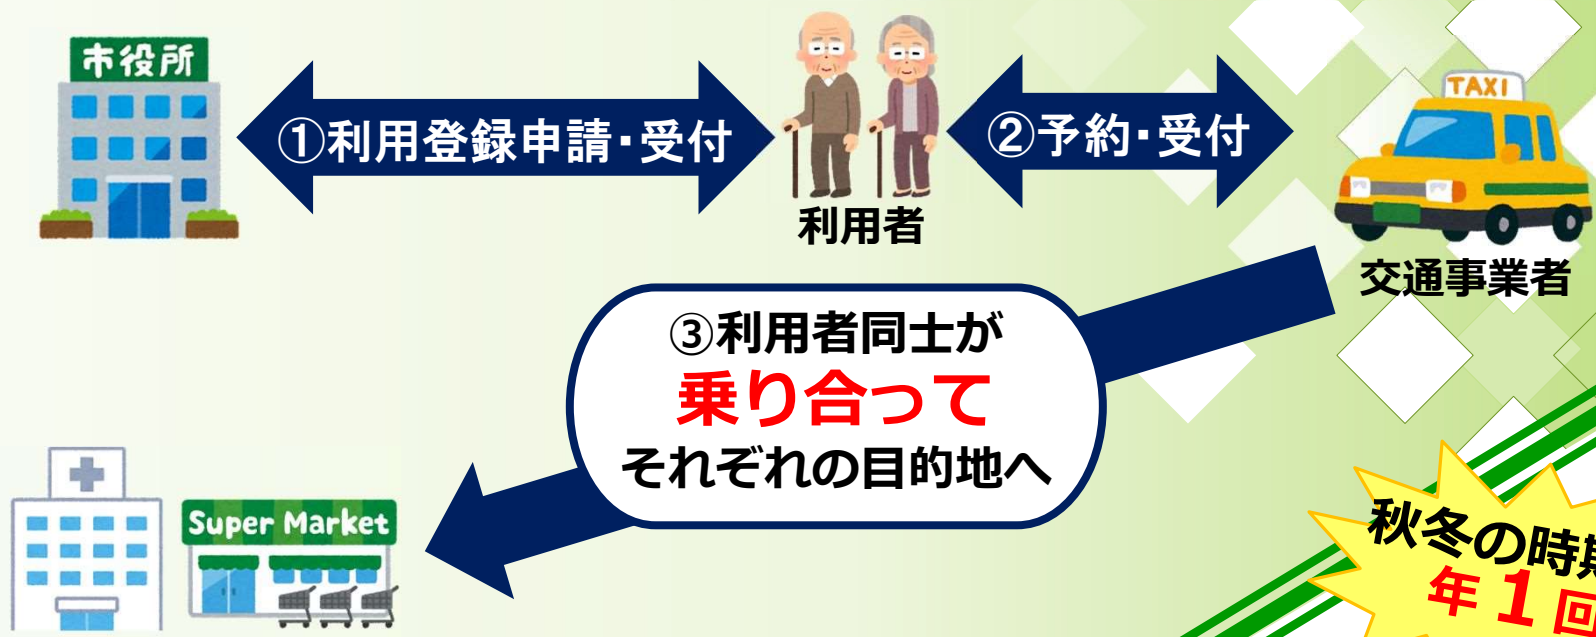 市役所
①利用登録申請・受付
利用者
②予約・受付
TAXI
交通事業者
③利用者同士が
乗り合って
それぞれの目的地へ
Super Market
秋冬の時期
年1回